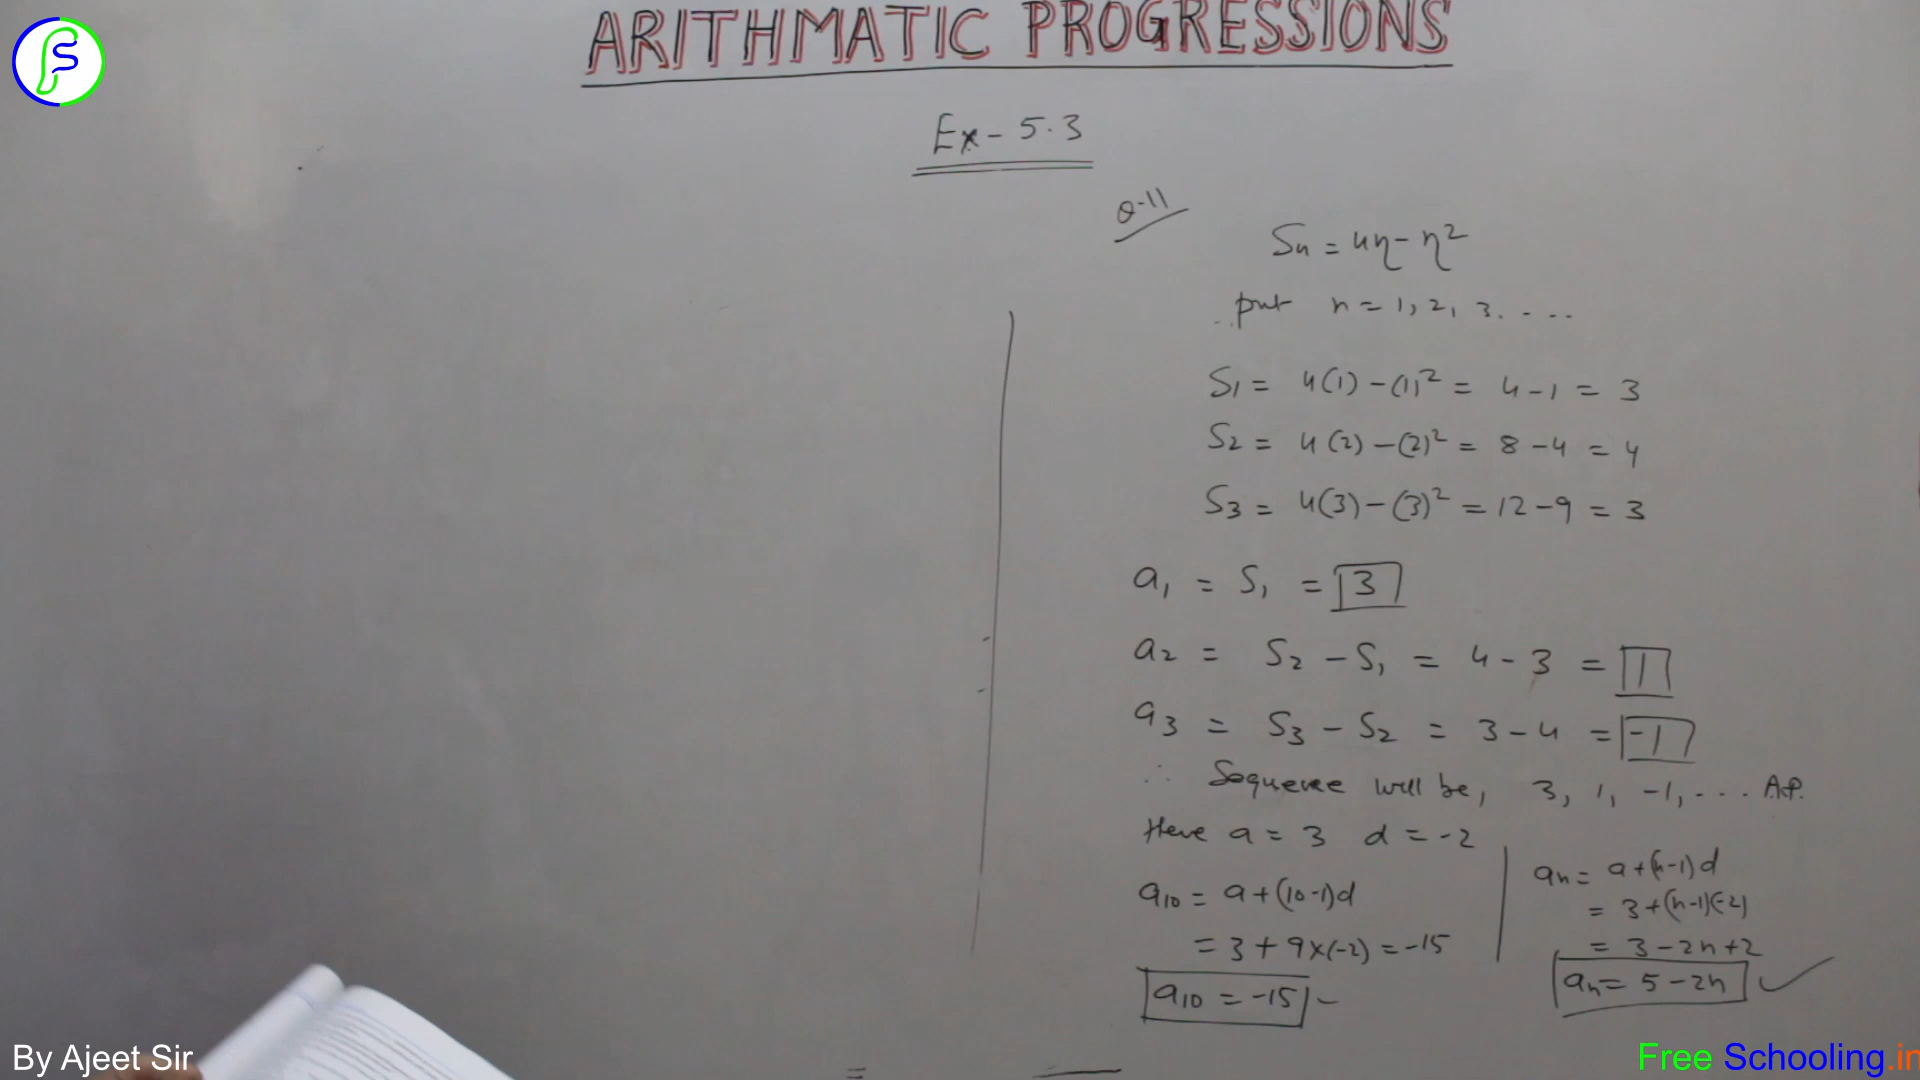 ARITHMATIC PROGRESSIONS
Ex - 5.3
Q-11
Sn = 4n - n²
put n = 1, 2, 3. ....
S1 = 4(1) - (1)² = 4 - 1 = 3
S2 = 4(2) - (2)² = 8 - 4 = 4
S3 = 4(3) - (3)² = 12 - 9 = 3
a1 = S1 = 3
a2 = S2 - S1 = 4 - 3 = 1
a3 = S3 - S2 = 3 - 4 = -1
∴ Sequence will be, 3, 1, -1, .... A.P.
Here a = 3 d = -2
a10 = a + (10-1)d
= 3 + 9x(-2) = -15
a10 = -15
an = a + (n-1)d
= 3 + (n-1)(-2)
= 3 - 2n + 2
an = 5 - 2n
By Ajeet Sir
Free Schooling.in